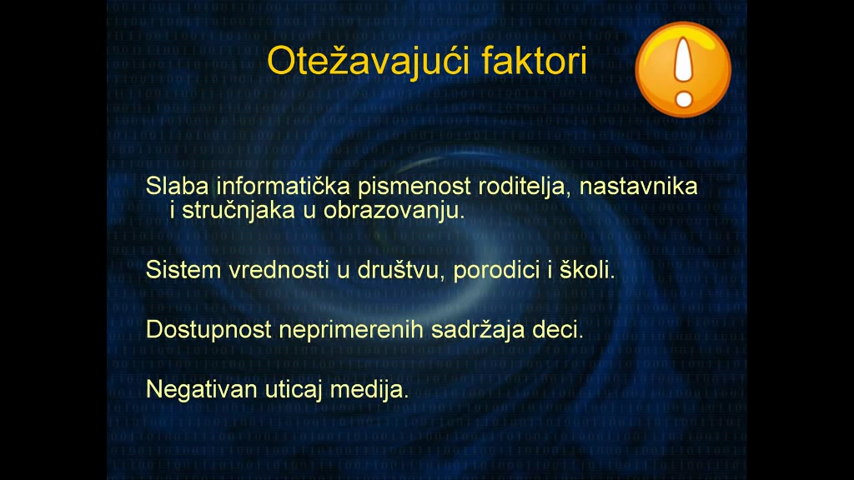 Otežavajući faktori
Slaba informatička pismenost roditelja, nastavnika
i stručnjaka u obrazovanju.
Sistem vrednosti u društvu, porodici i školi.
Dostupnost neprimerenih sadržaja deci.
Negativan uticaj medija.